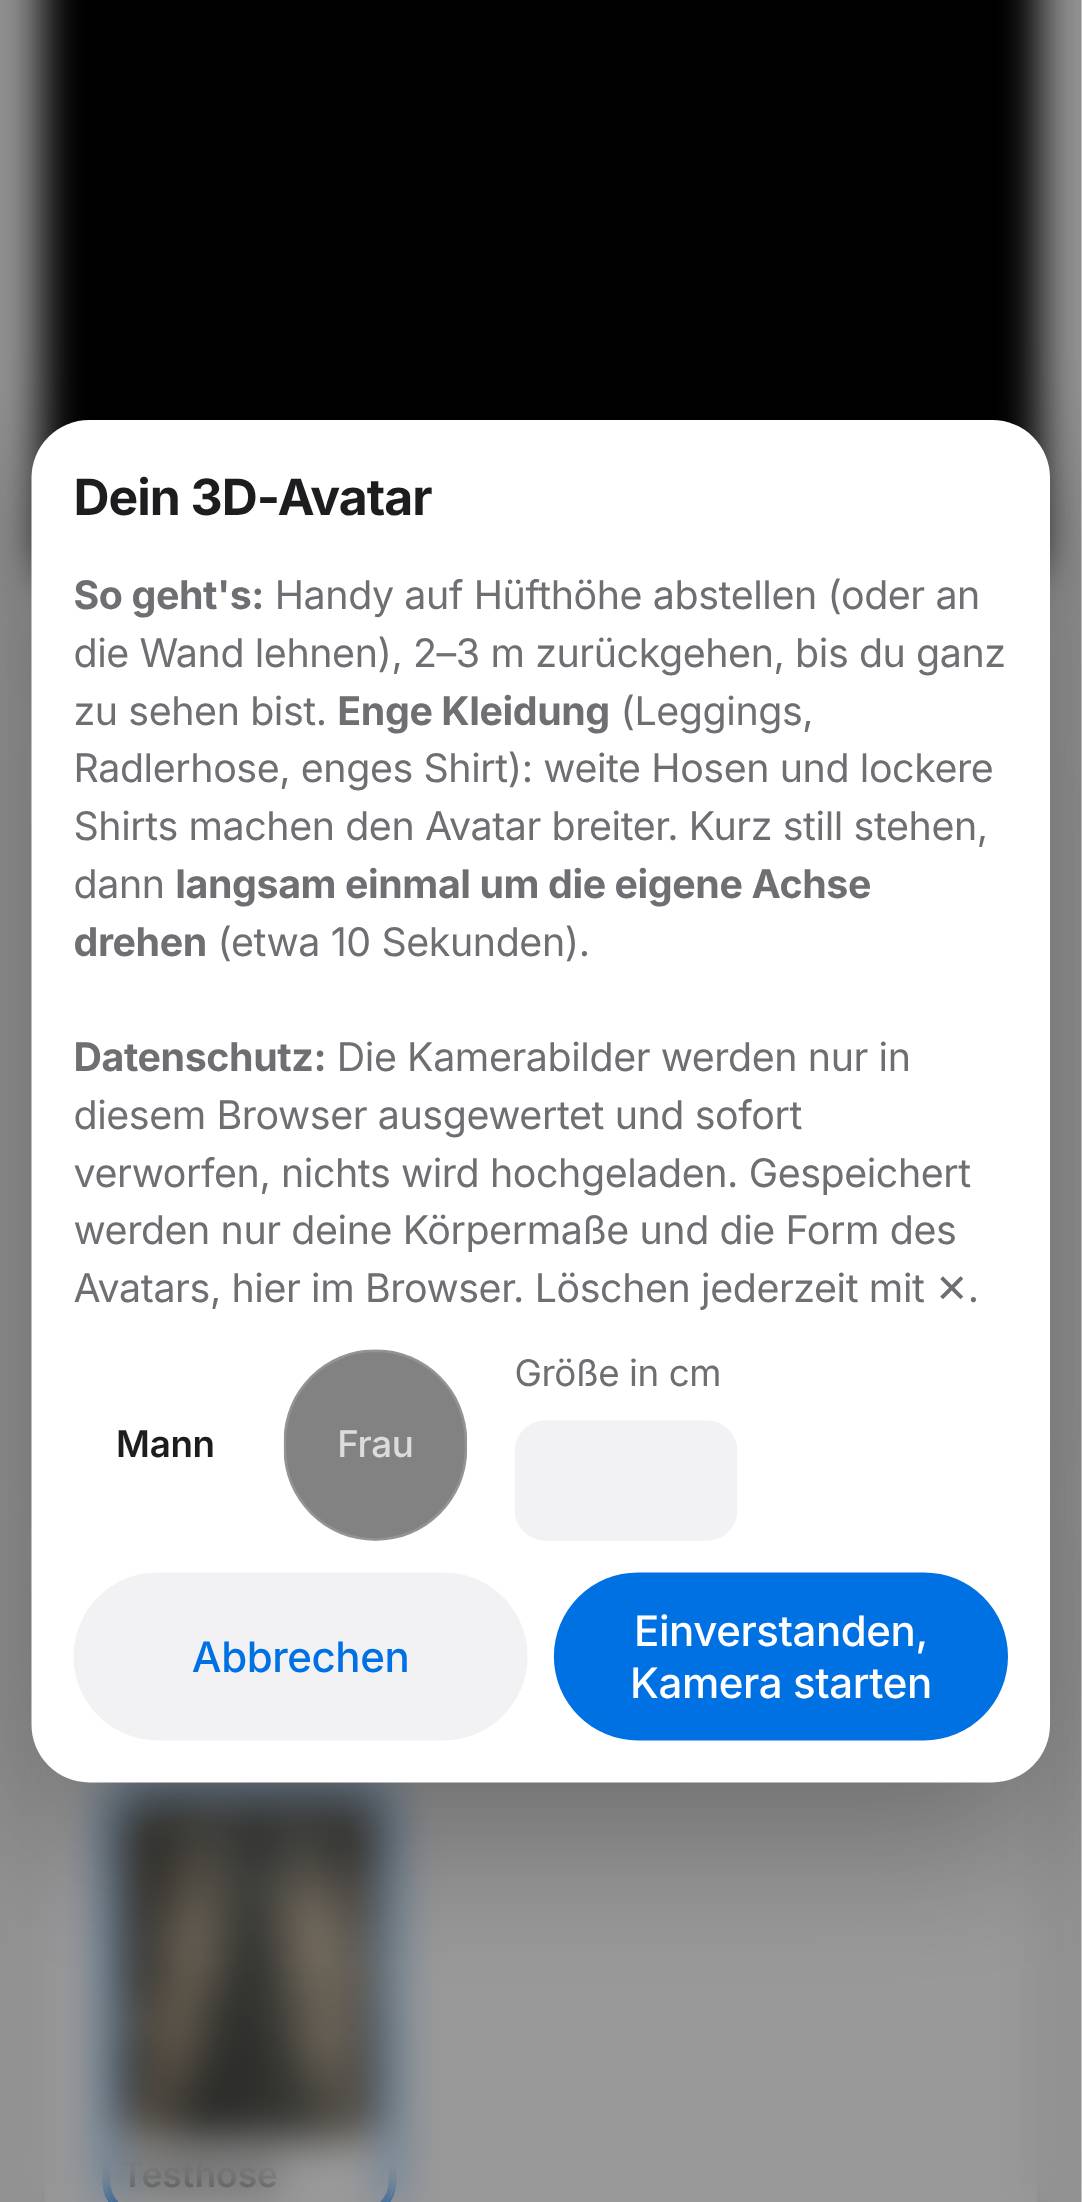 Dein 3D-Avatar
So geht's: Handy auf Hüfthöhe abstellen (oder an
die Wand lehnen), 2–3 m zurückgehen, bis du ganz
zu sehen bist. Enge Kleidung (Leggings,
Radlerhose, enges Shirt): weite Hosen und lockere
Shirts machen den Avatar breiter. Kurz still stehen,
dann langsam einmal um die eigene Achse
drehen (etwa 10 Sekunden).
Datenschutz: Die Kamerabilder werden nur in
diesem Browser ausgewertet und sofort
verworfen, nichts wird hochgeladen. Gespeichert
werden nur deine Körpermaße und die Form des
Avatars, hier im Browser. Löschen jederzeit mit ✕.
Größe in cm
Mann Frau
Abbrechen
Einverstanden,
Kamera starten
Testhose